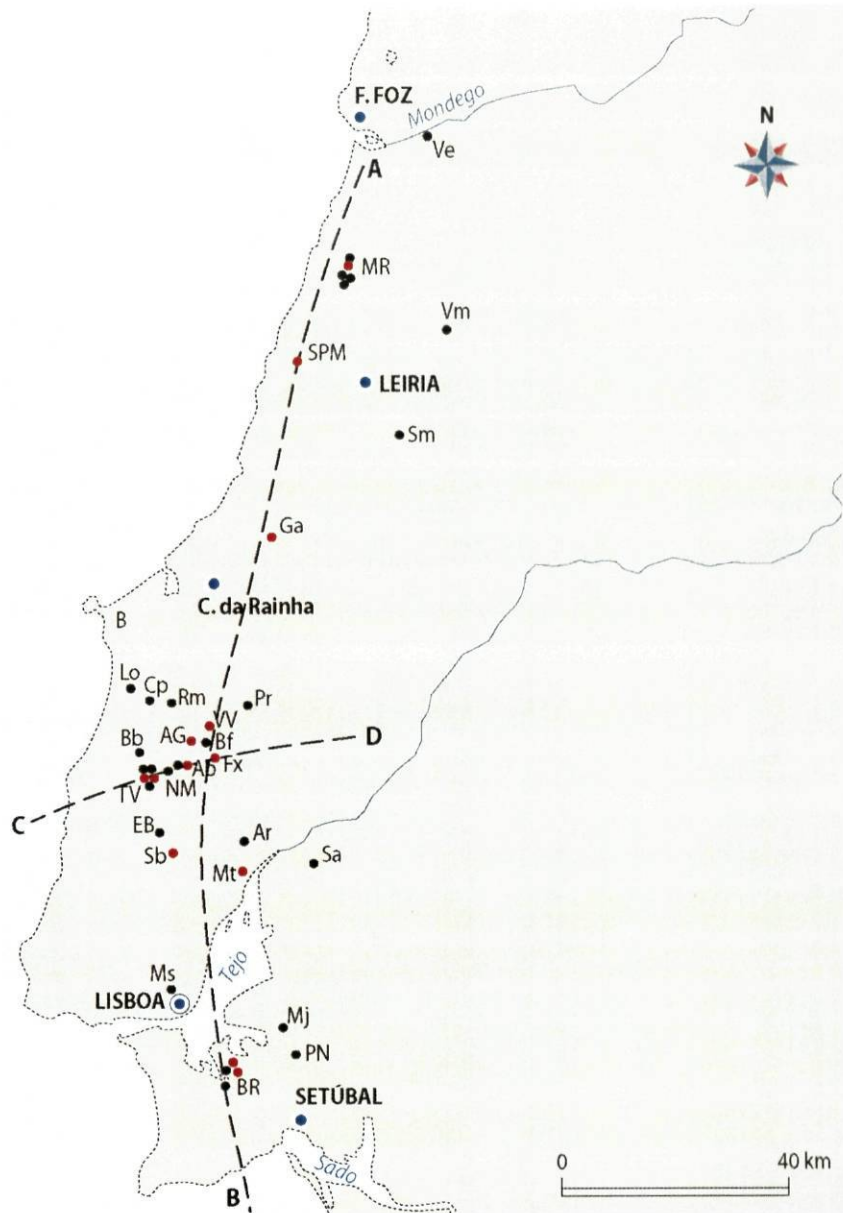 F. FOZ
Mondego
N
Ve
A
MR
Vm
SPM
LEIRIA
Sm
Ga
C. da Rainha
B
Lo
Cp
Rm
Pr
VV
AG
Bf
D
Bb
Ap
Fx
TV
NM
C
EB
Ar
Sb
Mt
Sa
Tejo
Ms
LISBOA
Mj
PN
BR
SETÚBAL
Sado
B
0
40 km